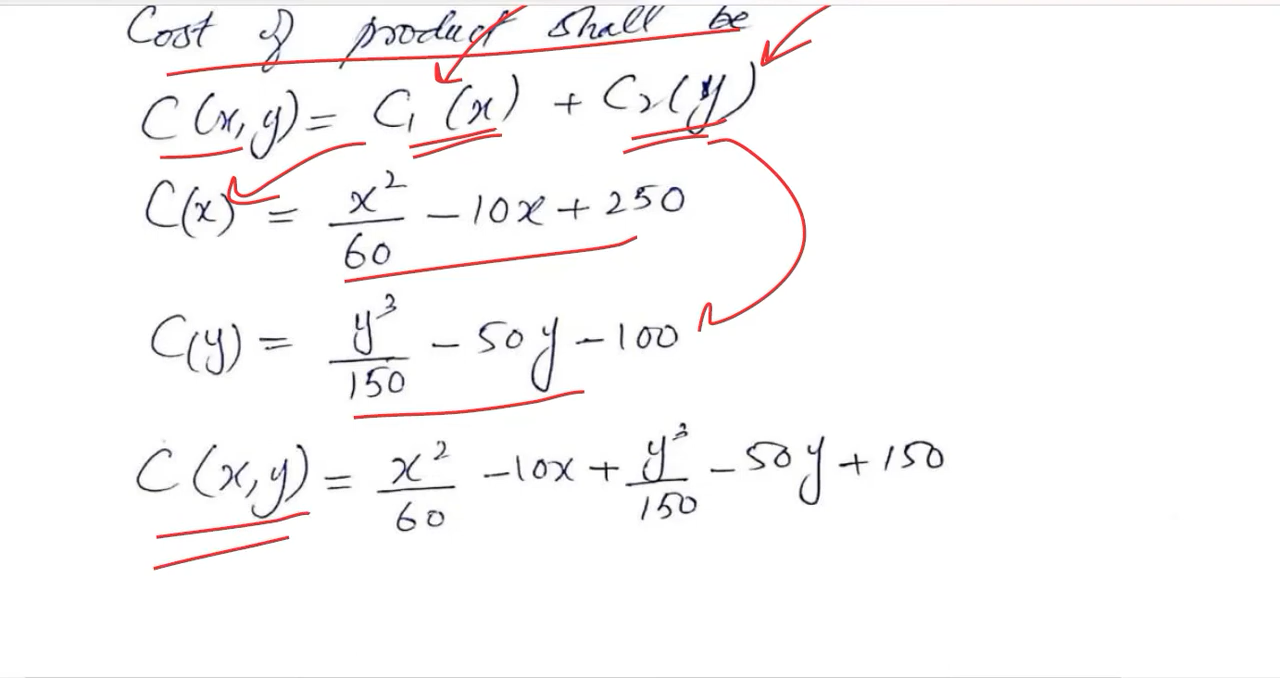 Cost of product shall be
C(x,y) = C₁(x) + C₂(y)
C(x) = x²/60 - 10x + 250
C(y) = y³/150 - 50y - 100
C(x,y) = x²/60 - 10x + y³/150 - 50y + 150